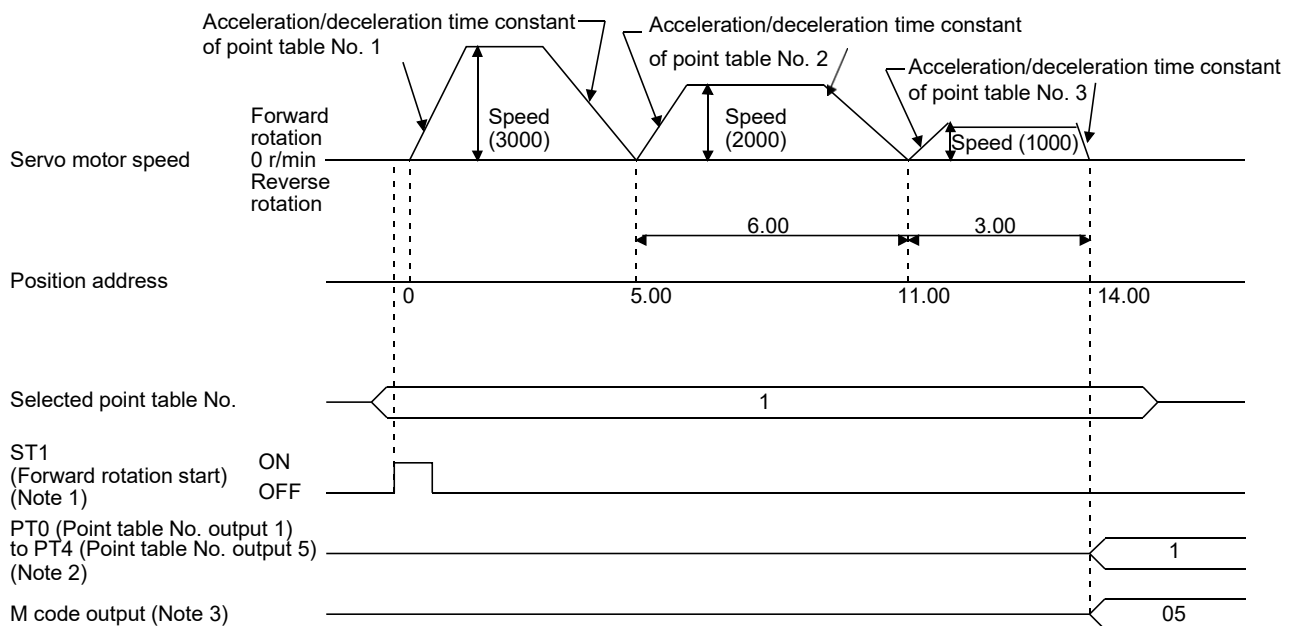 Acceleration/deceleration time constant
of point table No. 1
Acceleration/deceleration time constant
of point table No. 2
Acceleration/deceleration time constant
of point table No. 3
Servo motor speed
Forward
rotation
0 r/min
Reverse
rotation
Speed
(3000)
Speed
(2000)
Speed (1000)
6.00
3.00
Position address
0
5.00
11.00
14.00
Selected point table No.
1
ST1
(Forward rotation start)
(Note 1)
ON
OFF
PT0 (Point table No. output 1)
to PT4 (Point table No. output 5)
(Note 2)
1
M code output (Note 3)
05